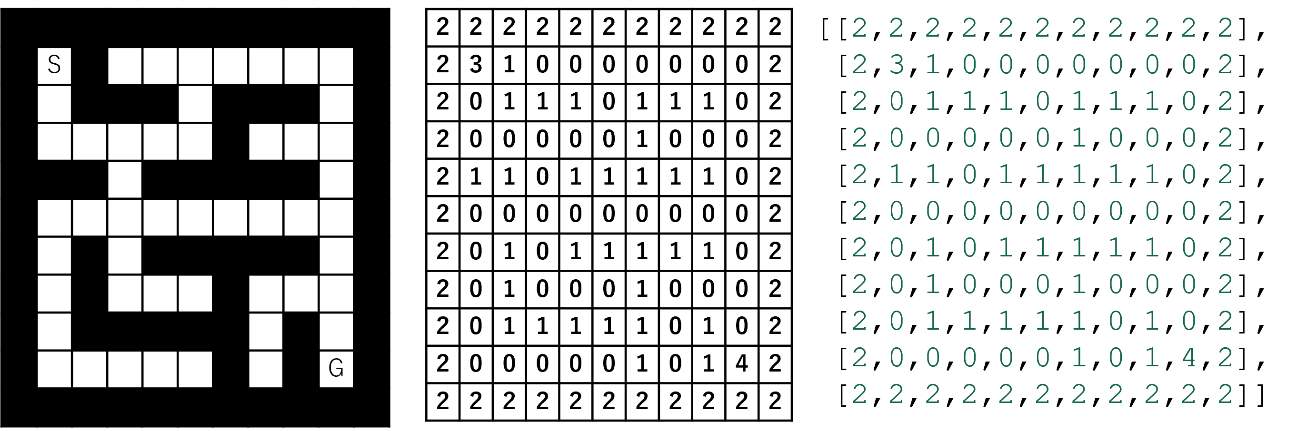 S
G
2 2 2 2 2 2 2 2 2 2 2
2 3 1 0 0 0 0 0 0 0 2
2 0 1 1 1 0 1 1 1 0 2
2 0 0 0 0 0 1 0 0 0 2
2 1 1 0 1 1 1 1 1 0 2
2 0 0 0 0 0 0 0 0 0 2
2 0 1 0 1 1 1 1 1 0 2
2 0 1 0 0 0 1 0 0 0 2
2 0 1 1 1 1 1 0 1 0 2
2 0 0 0 0 0 1 0 1 4 2
2 2 2 2 2 2 2 2 2 2 2
[[2,2,2,2,2,2,2,2,2,2,2],
[2,3,1,0,0,0,0,0,0,0,2],
[2,0,1,1,1,0,1,1,1,0,2],
[2,0,0,0,0,0,1,0,0,0,2],
[2,1,1,0,1,1,1,1,1,0,2],
[2,0,0,0,0,0,0,0,0,0,2],
[2,0,1,0,1,1,1,1,1,0,2],
[2,0,1,0,0,0,1,0,0,0,2],
[2,0,1,1,1,1,1,0,1,0,2],
[2,0,0,0,0,0,1,0,1,4,2],
[2,2,2,2,2,2,2,2,2,2,2]]